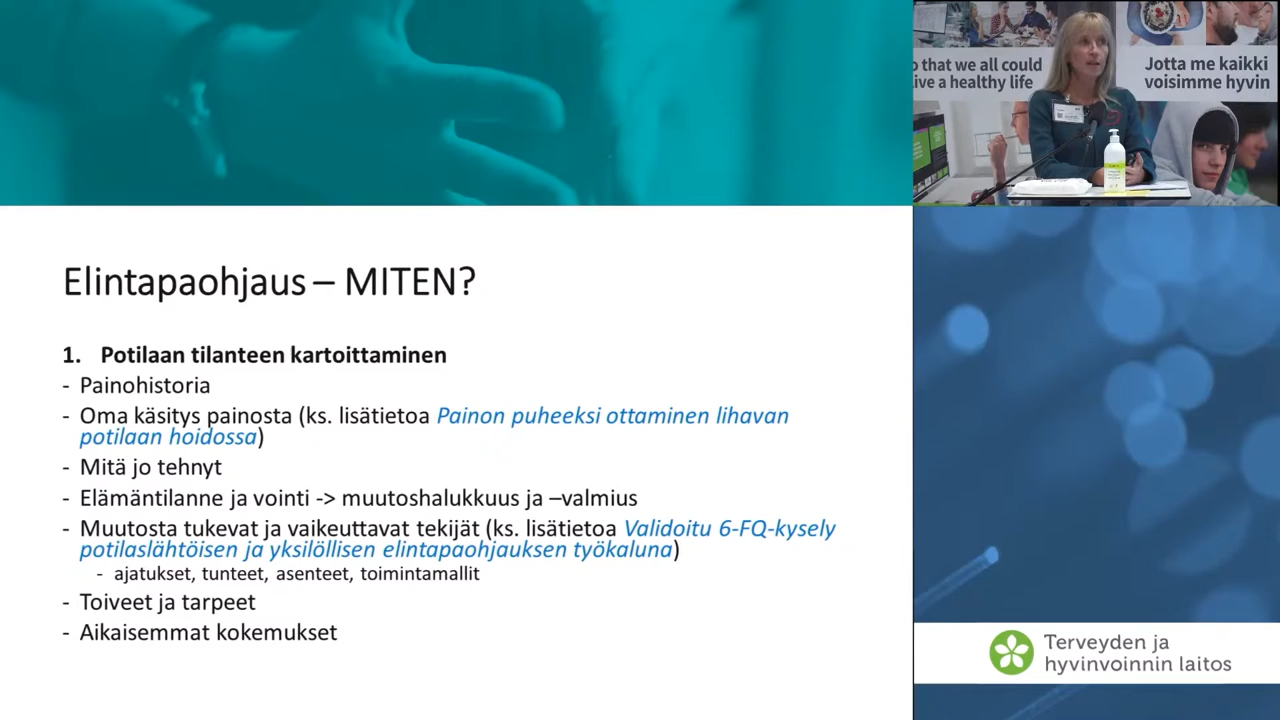 o that we all could
ive a healthy life
Jotta me kaikki
voisimme hyvin
Elintapaohjaus – MITEN?
1. Potilaan tilanteen kartoittaminen
- Painohistoria
- Oma käsitys painosta (ks. lisätietoa Painon puheeksi ottaminen lihavan
potilaan hoidossa)
- Mitä jo tehnyt
- Elämäntilanne ja vointi -> muutoshalukkuus ja –valmius
- Muutosta tukevat ja vaikeuttavat tekijät (ks. lisätietoa Validoitu 6-FQ-kysely
potilaslähtöisen ja yksilöllisen elintapaohjauksen työkaluna)
- ajatukset, tunteet, asenteet, toimintamallit
- Toiveet ja tarpeet
- Aikaisemmat kokemukset
Terveyden ja
hyvinvoinnin laitos